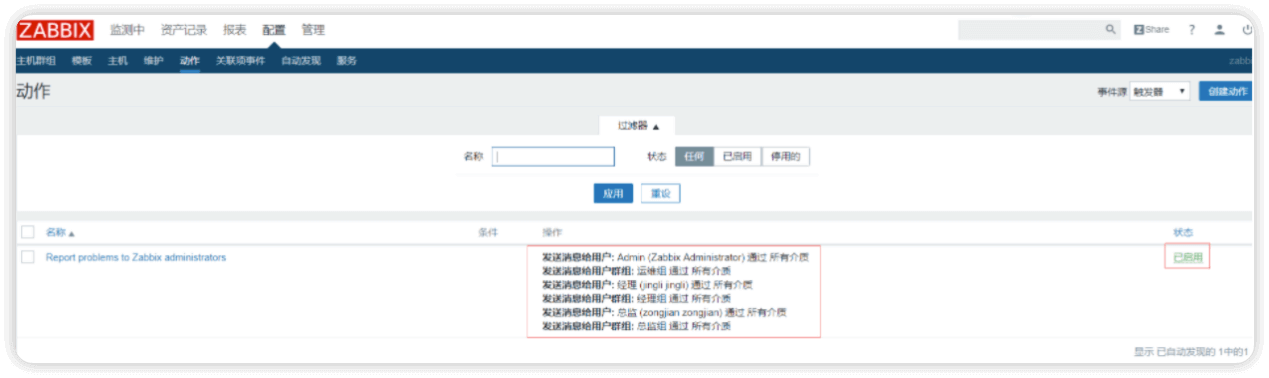 ZABBIX 监测中 资产记录 报表 配置 管理 Share ?
主机群组 模板 主机 维护 动作 关联项事件 自动发现 服务 zabb
动作 事件源 触发器 创建动作
过滤器
名称 状态 任何 已启用 停用的
应用 重设
名称 条件 操作 状态
Report problems to Zabbix administrators 发送消息给用户: Admin (Zabbix Administrator) 通过 所有介质 已启用
发送消息给用户群组: 运维组 通过 所有介质
发送消息给用户: 经理 (jingli jingli) 通过 所有介质
发送消息给用户群组: 经理组 通过 所有介质
发送消息给用户: 总监 (zongjian zongjian) 通过 所有介质
发送消息给用户群组: 总监组 通过 所有介质
显示 已自动发现的 1中的1